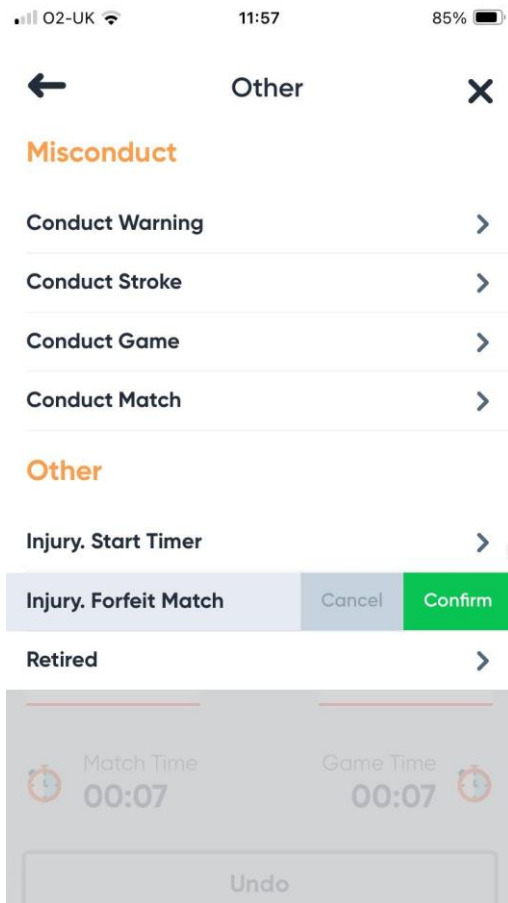 O2-UK 11:57 85%
Other
Misconduct
Conduct Warning
Conduct Stroke
Conduct Game
Conduct Match
Other
Injury. Start Timer
Injury. Forfeit Match Cancel Confirm
Retired
Match Time Game Time
00:07 00:07
Undo